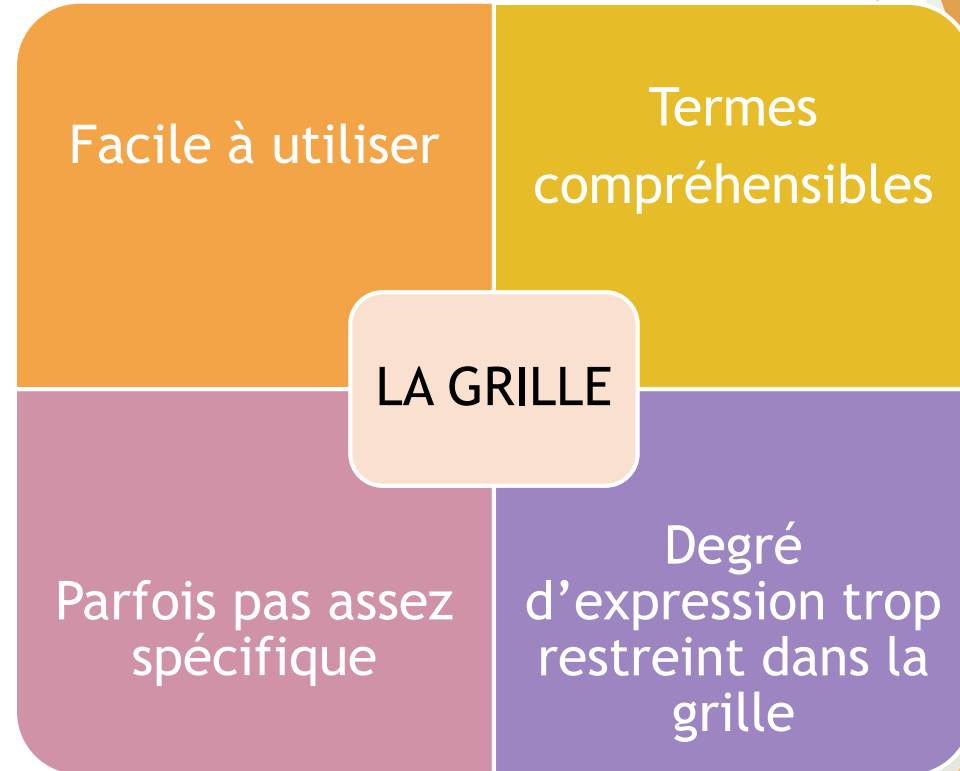 Facile à utiliser
Termes
compréhensibles
LA GRILLE
Parfois pas assez
spécifique
Degré
d’expression trop
restreint dans la
grille